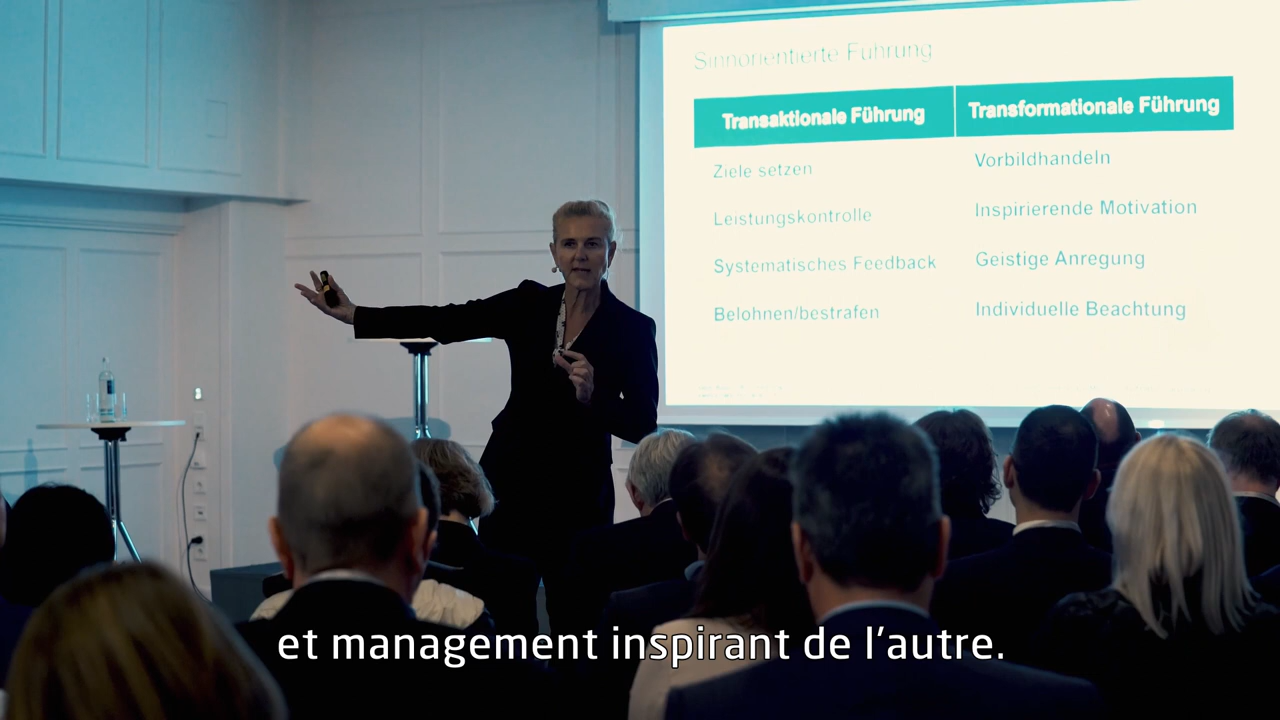 Sinnorientierte Führung
Transaktionale Führung
Transformationale Führung
Ziele setzen
Vorbildhandeln
Leistungskontrolle
Inspirierende Motivation
Systematisches Feedback
Geistige Anregung
Belohnen/bestrafen
Individuelle Beachtung
et management inspirant de l'autre.